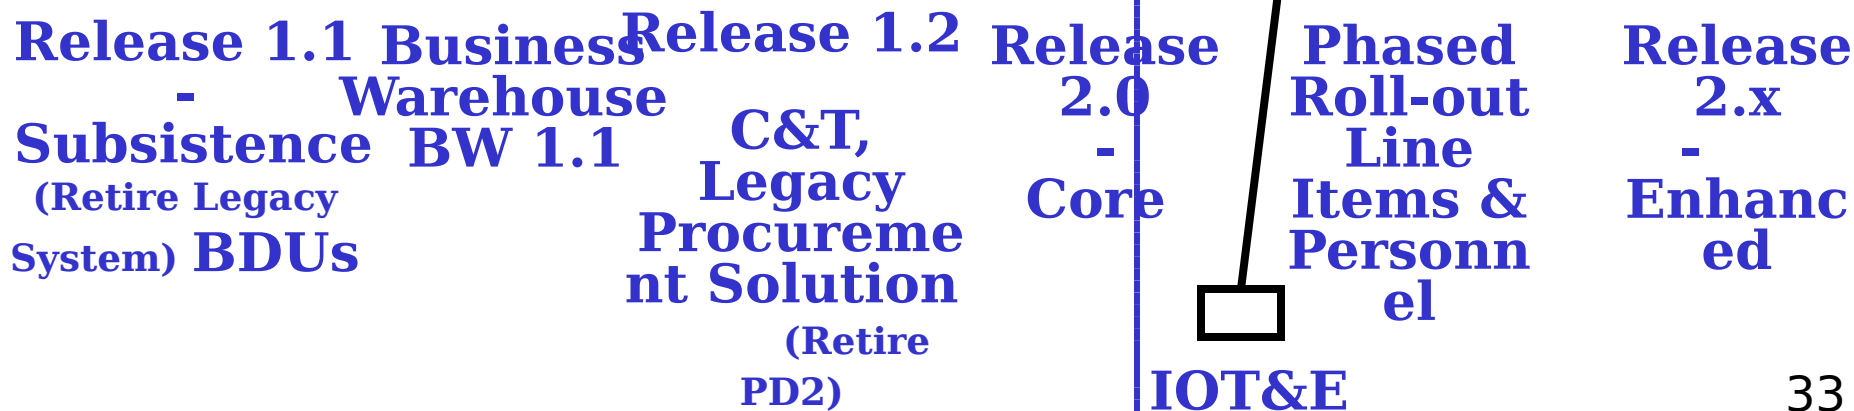 Release 1.1
-
Subsistence
(Retire Legacy
System) BDUs
Business
Warehouse
BW 1.1
Release 1.2
C&T,
Legacy
Procureme
nt Solution
(Retire
PD2)
Release
2.0
-
Core
IOT&E
Phased
Roll-out
Line
Items &
Personn
el
Release
2.x
-
Enhanc
ed
33